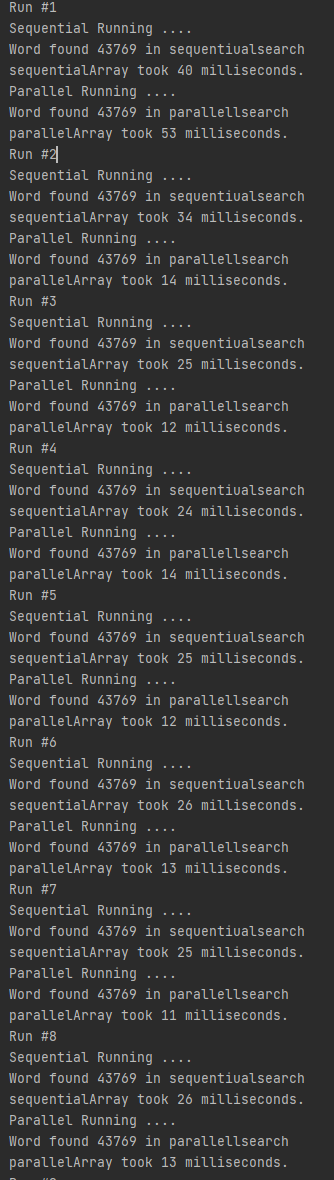 Run #1
Sequential Running ....
Word found 43769 in sequentiualsearch
sequentialArray took 40 milliseconds.
Parallel Running ....
Word found 43769 in parallellsearch
parallelArray took 53 milliseconds.
Run #2
Sequential Running ....
Word found 43769 in sequentiualsearch
sequentialArray took 34 milliseconds.
Parallel Running ....
Word found 43769 in parallellsearch
parallelArray took 14 milliseconds.
Run #3
Sequential Running ....
Word found 43769 in sequentiualsearch
sequentialArray took 25 milliseconds.
Parallel Running ....
Word found 43769 in parallellsearch
parallelArray took 12 milliseconds.
Run #4
Sequential Running ....
Word found 43769 in sequentiualsearch
sequentialArray took 24 milliseconds.
Parallel Running ....
Word found 43769 in parallellsearch
parallelArray took 14 milliseconds.
Run #5
Sequential Running ....
Word found 43769 in sequentiualsearch
sequentialArray took 25 milliseconds.
Parallel Running ....
Word found 43769 in parallellsearch
parallelArray took 12 milliseconds.
Run #6
Sequential Running ....
Word found 43769 in sequentiualsearch
sequentialArray took 26 milliseconds.
Parallel Running ....
Word found 43769 in parallellsearch
parallelArray took 13 milliseconds.
Run #7
Sequential Running ....
Word found 43769 in sequentiualsearch
sequentialArray took 25 milliseconds.
Parallel Running ....
Word found 43769 in parallellsearch
parallelArray took 11 milliseconds.
Run #8
Sequential Running ....
Word found 43769 in sequentiualsearch
sequentialArray took 26 milliseconds.
Parallel Running ....
Word found 43769 in parallellsearch
parallelArray took 13 milliseconds.